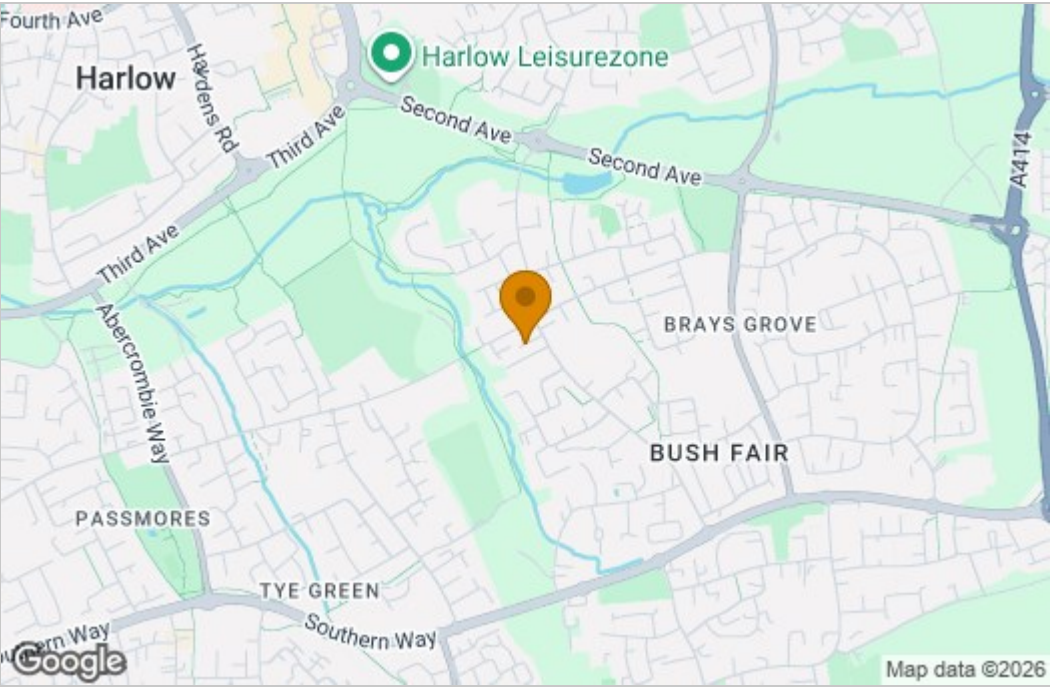 Fourth Ave
Harlow
Haydens Rd
Third Ave
Harlow Leisurezone
Second Ave
Second Ave
A414
Third Ave
Abercrombie Way
BRAYS GROVE
BUSH FAIR
PASSMORES
TYE GREEN
Southern Way
Southern Way
Google
Map data ©2026